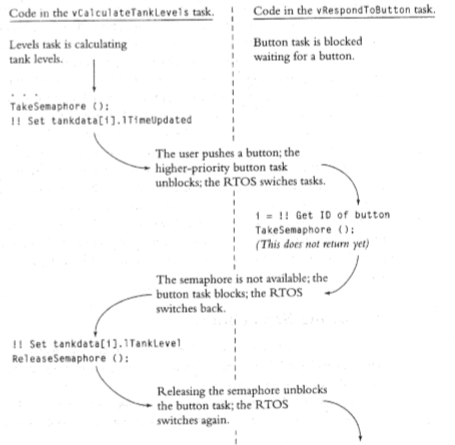 Code in the vCalculateTankLevels task.
Code in the vRespondToButton task.
Levels task is calculating
tank levels.
Button task is blocked
waiting for a button.
. . .
TakeSemaphore ();
!! Set tankdata[i].lTimeUpdated
The user pushes a button; the
higher-priority button task
unblocks; the RTOS swiches tasks.
i = !! Get ID of button
TakeSemaphore ();
(This does not return yet)
The semaphore is not available; the
button task blocks; the RTOS
switches back.
!! Set tankdata[i].lTankLevel
ReleaseSemaphore ();
Releasing the semaphore unblocks
the button task; the RTOS
switches again.